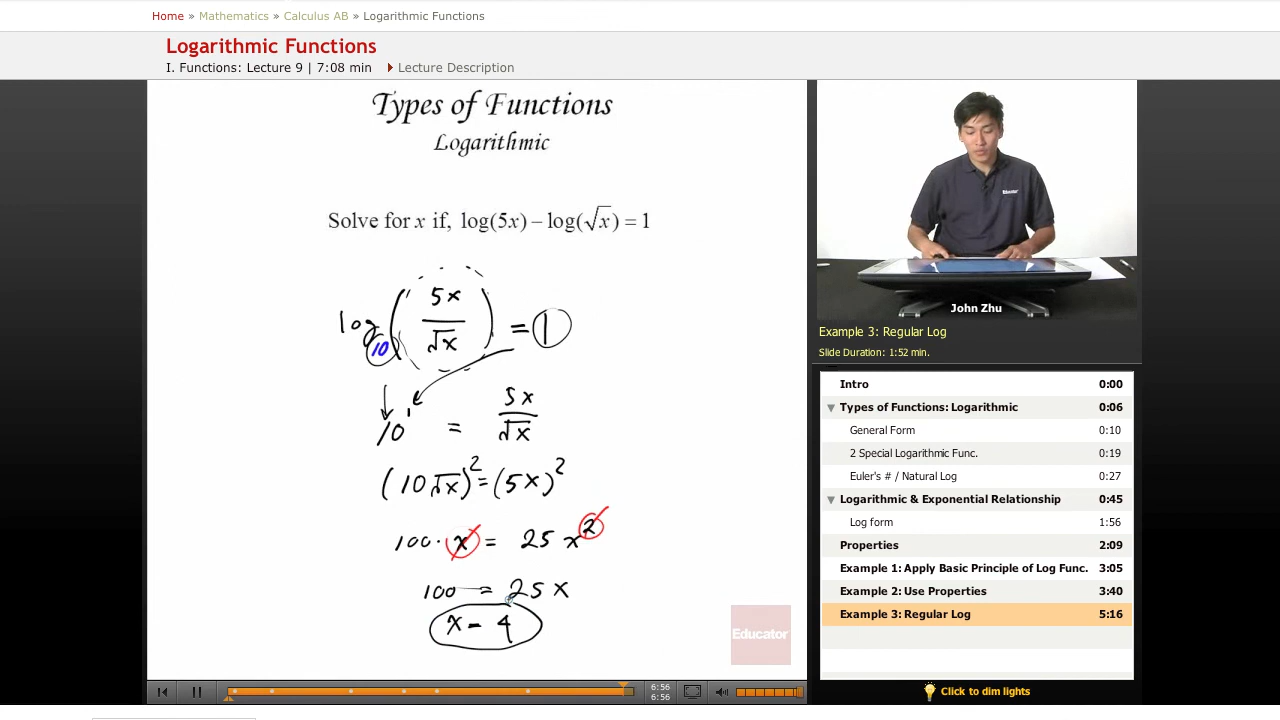 Home » Mathematics » Calculus AB » Logarithmic Functions
Logarithmic Functions
I. Functions: Lecture 9 | 7:08 min Lecture Description
Types of Functions
Logarithmic
Solve for x if, log(5x) – log(√x) = 1
log10 (5x/√x) = 1
10^1 = 5x/√x
(10√x)^2 = (5x)^2
100 · x = 25 x^2
100 = 25 x
x = 4
Educator
Educator
John Zhu
Example 3: Regular Log
Slide Duration: 1:52 min.
Intro 0:00
Types of Functions: Logarithmic 0:06
General Form 0:10
2 Special Logarithmic Func. 0:19
Euler's # / Natural Log 0:27
Logarithmic & Exponential Relationship 0:45
Log form 1:56
Properties 2:09
Example 1: Apply Basic Principle of Log Func. 3:05
Example 2: Use Properties 3:40
Example 3: Regular Log 5:16
6:56
6:56
Click to dim lights